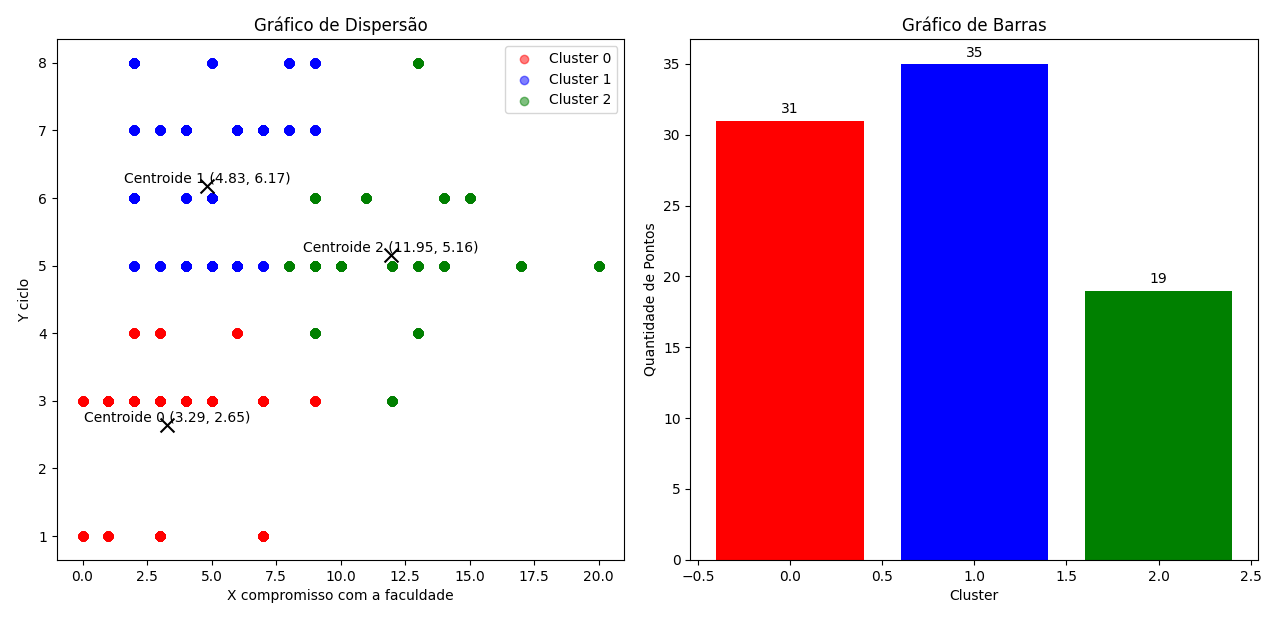 Gráfico de Dispersão
Cluster 0
Cluster 1
Cluster 2
Centroide 1 (4.83, 6.17)
Centroide 2 (11.95, 5.16)
Centroide 0 (3.29, 2.65)
8
7
6
5
4
3
2
1
Y ciclo
0.0 2.5 5.0 7.5 10.0 12.5 15.0 17.5 20.0
X compromisso com a faculdade
Gráfico de Barras
31
35
19
35
30
25
20
15
10
5
0
Quantidade de Pontos
−0.5 0.0 0.5 1.0 1.5 2.0 2.5
Cluster